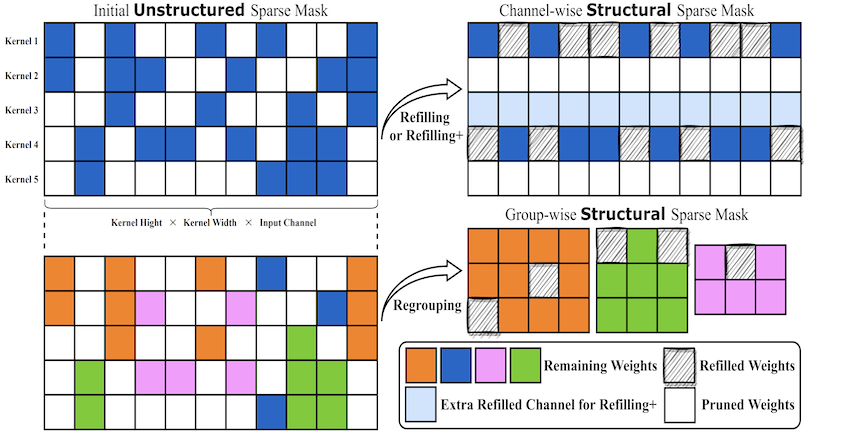 Initial Unstructured Sparse Mask
Channel-wise Structural Sparse Mask
Kernel 1
Kernel 2
Kernel 3
Kernel 4
Kernel 5
Refilling
or Refilling+
Kernel Hight × Kernel Width × Input Channel
Group-wise Structural Sparse Mask
Regrouping
Remaining Weights
Refilled Weights
Extra Refilled Channel for Refilling+
Pruned Weights